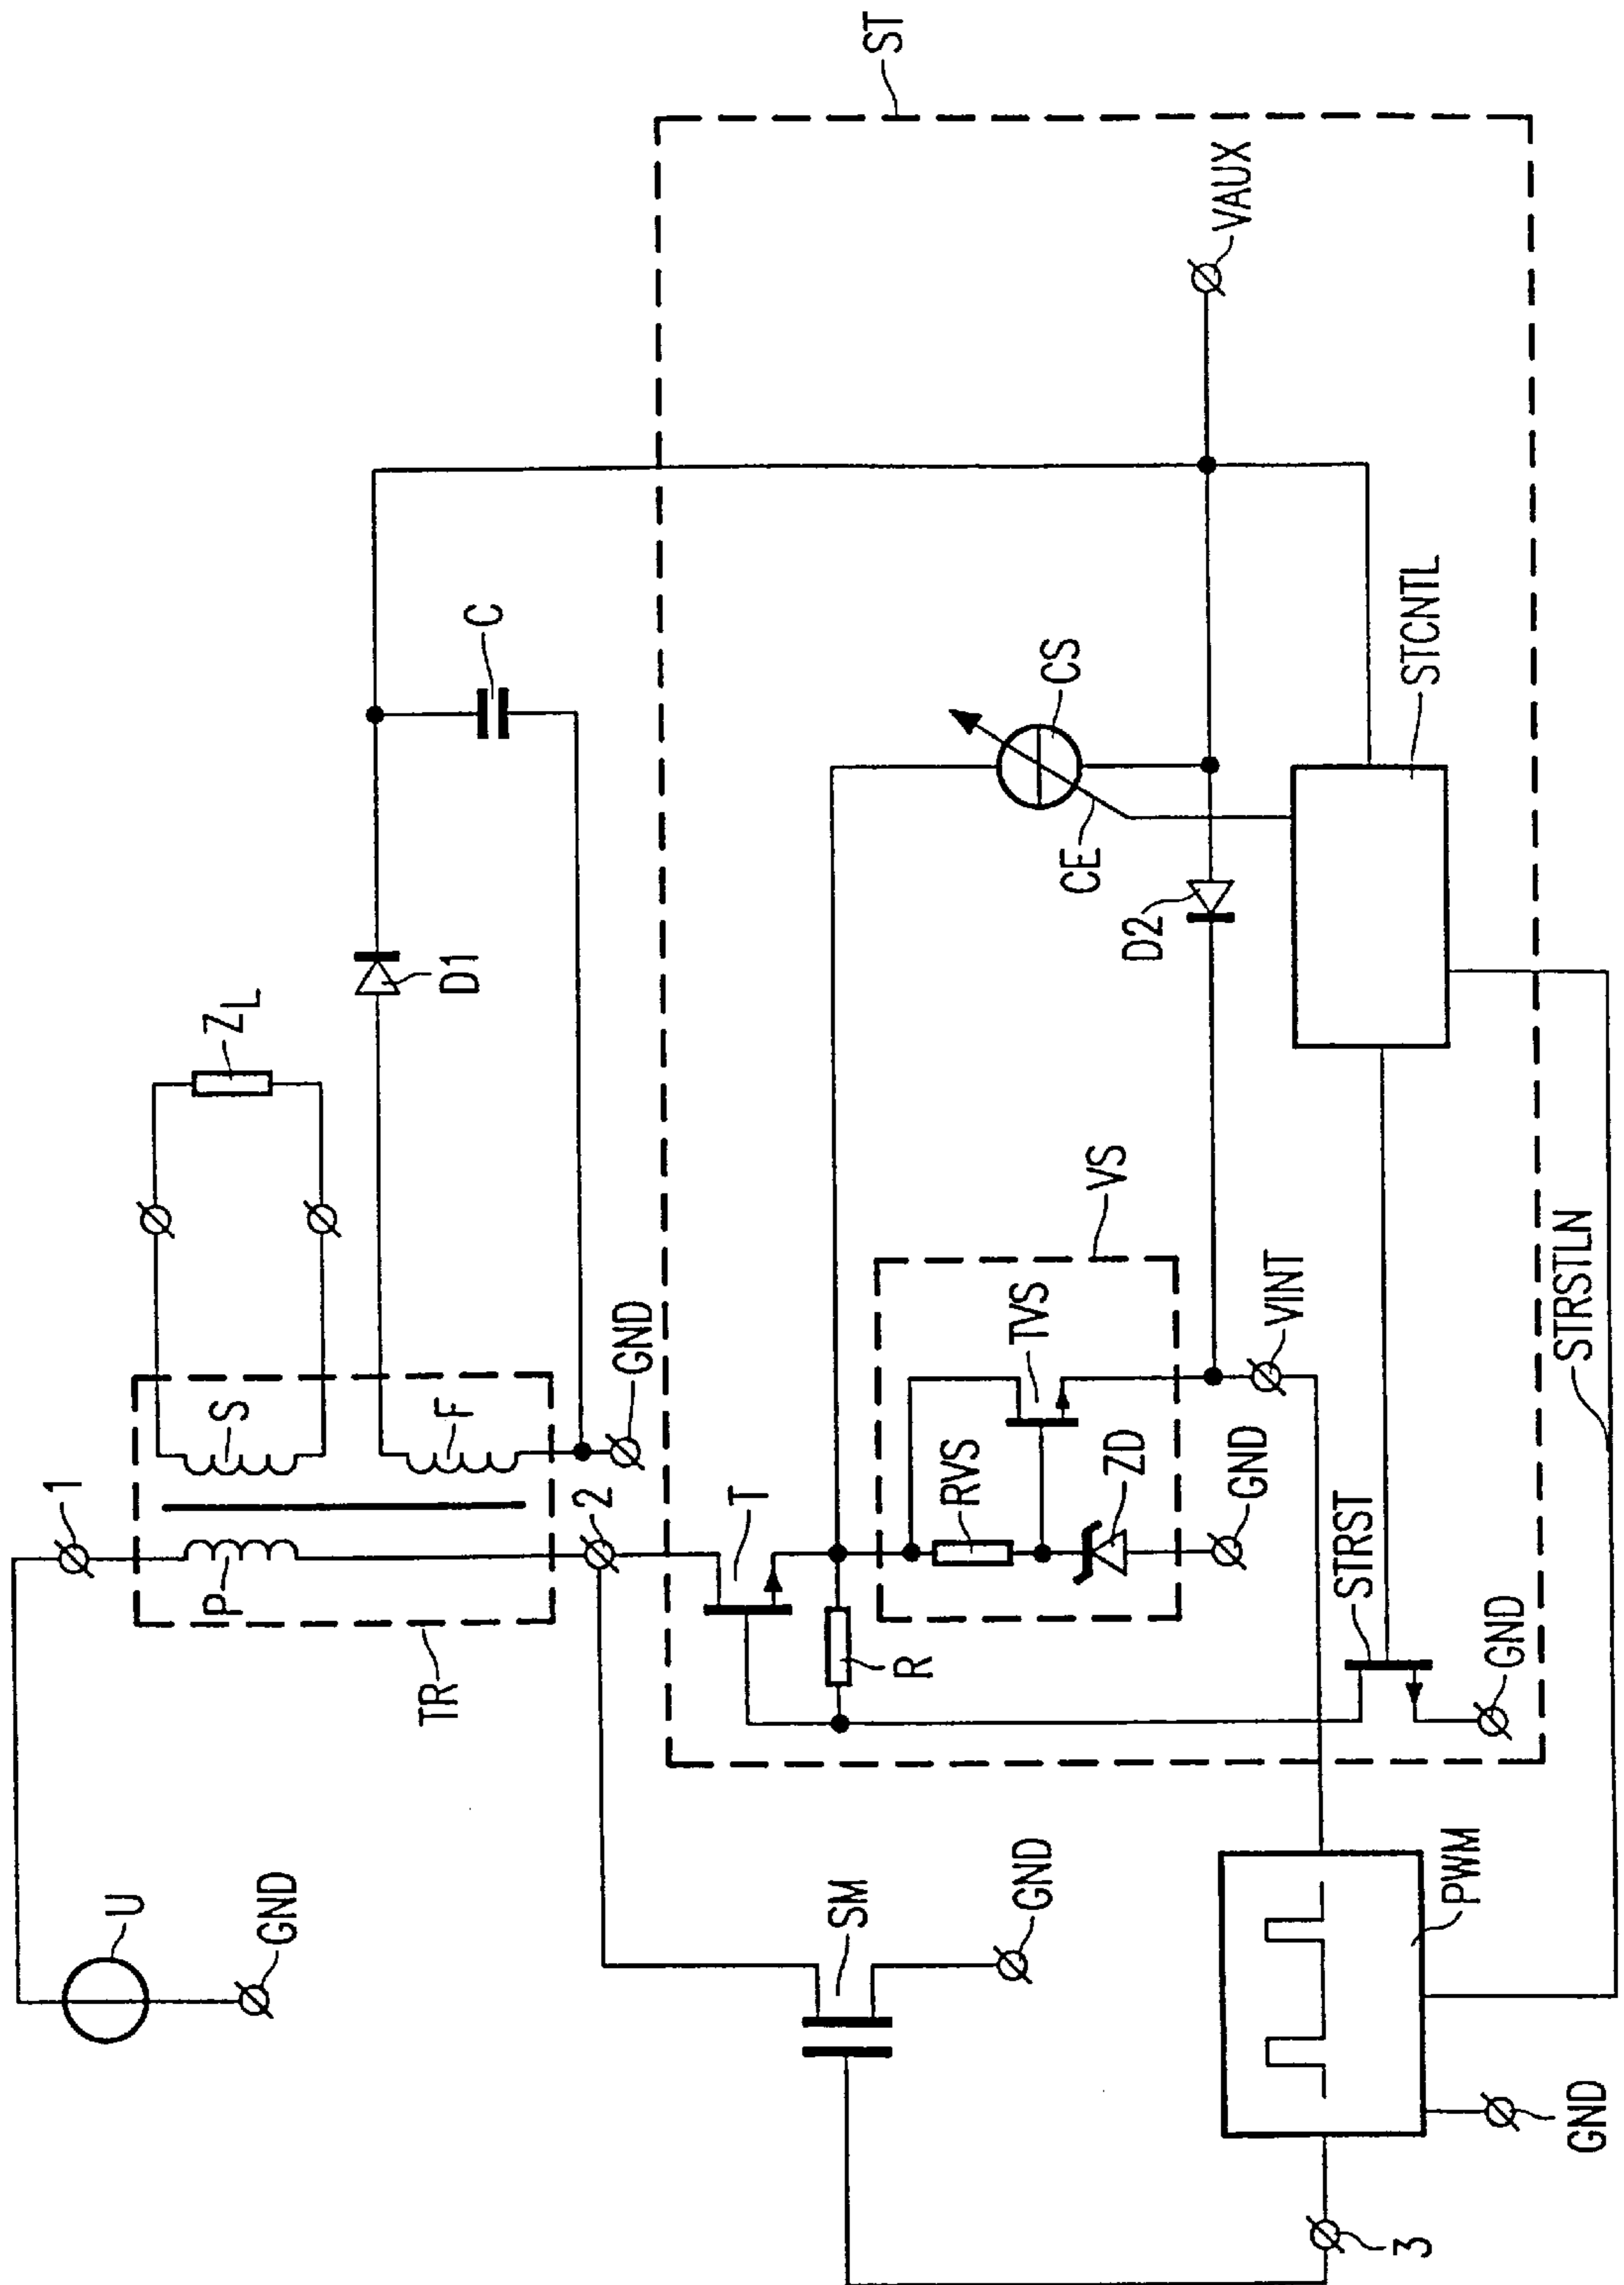 1
U
P
S
ZL
GND
TR
F
D1
C
2
GND
T
SM
ST
R
RVS
GND
TVS
CS
CE
VS
ZD
D2
VAUX
GND
VINT
STRST
3
STCNTL
PWM
GND
STRSTLN
GND